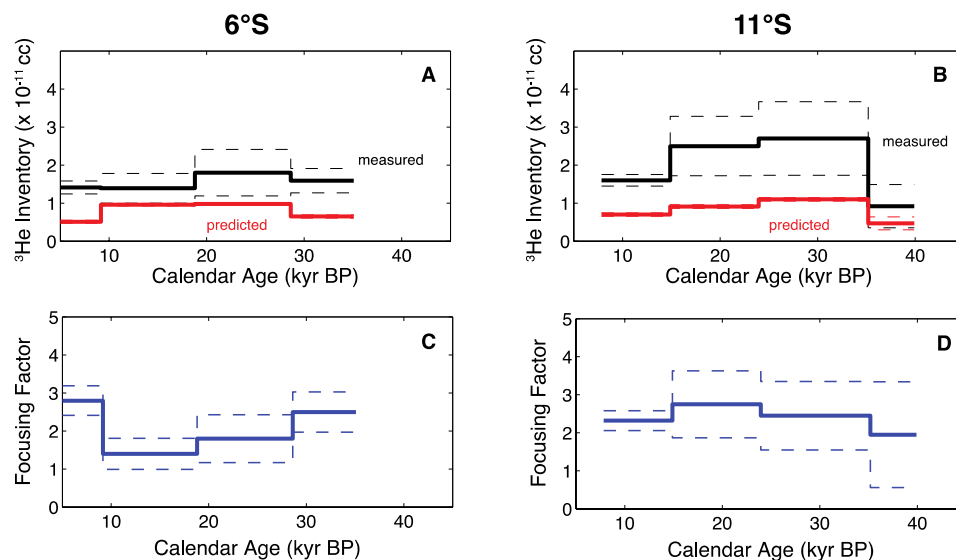 6°S
11°S
³He Inventory (x 10⁻¹¹ cc)
5
4
3
2
1
0
A
measured
predicted
10
20
30
40
Calendar Age (kyr BP)
³He Inventory (x 10⁻¹¹ cc)
5
4
3
2
1
0
B
measured
predicted
10
20
30
40
Calendar Age (kyr BP)
Focusing Factor
5
4
3
2
1
0
C
10
20
30
40
Calendar Age (kyr BP)
Focusing Factor
5
4
3
2
1
0
D
10
20
30
40
Calendar Age (kyr BP)